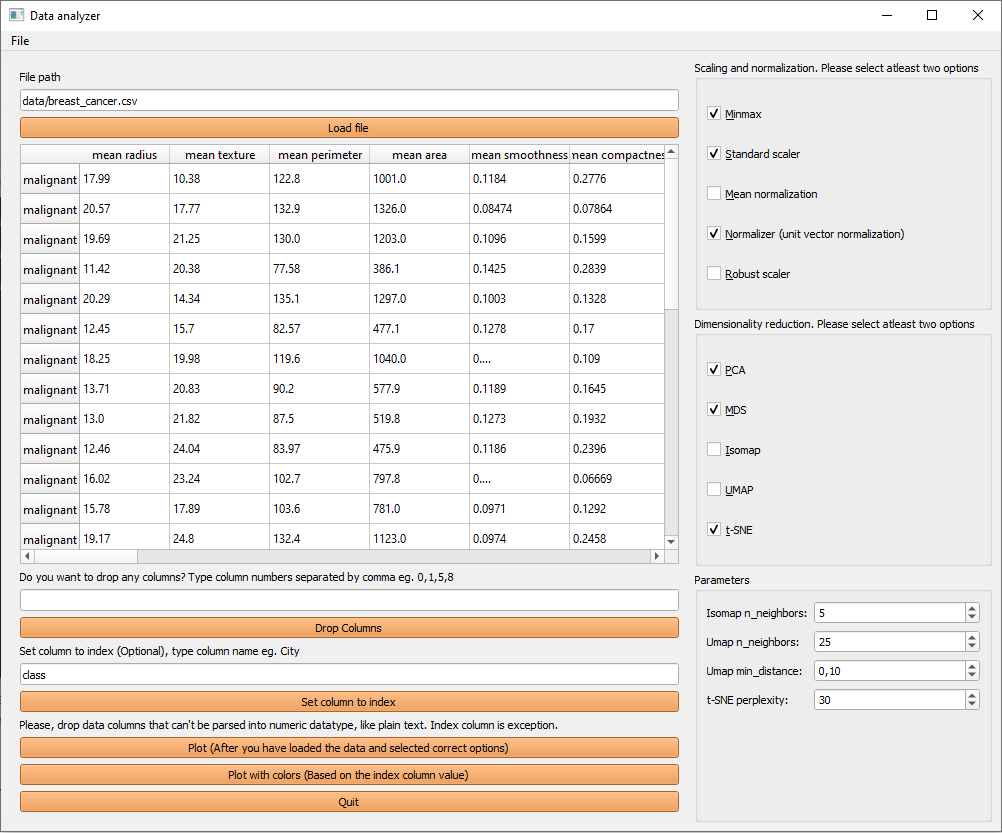 Data analyzer
File
File path
data/breast_cancer.csv
Load file
mean radius mean texture mean perimeter mean area mean smoothness mean compactnes
malignant 17.99 10.38 122.8 1001.0 0.1184 0.2776
malignant 20.57 17.77 132.9 1326.0 0.08474 0.07864
malignant 19.69 21.25 130.0 1203.0 0.1096 0.1599
malignant 11.42 20.38 77.58 386.1 0.1425 0.2839
malignant 20.29 14.34 135.1 1297.0 0.1003 0.1328
malignant 12.45 15.7 82.57 477.1 0.1278 0.17
malignant 18.25 19.98 119.6 1040.0 0.... 0.109
malignant 13.71 20.83 90.2 577.9 0.1189 0.1645
malignant 13.0 21.82 87.5 519.8 0.1273 0.1932
malignant 12.46 24.04 83.97 475.9 0.1186 0.2396
malignant 16.02 23.24 102.7 797.8 0.... 0.06669
malignant 15.78 17.89 103.6 781.0 0.0971 0.1292
malignant 19.17 24.8 132.4 1123.0 0.0974 0.2458
Do you want to drop any columns? Type column numbers separated by comma eg. 0,1,5,8
Drop Columns
Set column to index (Optional), type column name eg. City
class
Set column to index
Please, drop data columns that can't be parsed into numeric datatype, like plain text. Index column is exception.
Plot (After you have loaded the data and selected correct options)
Plot with colors (Based on the index column value)
Quit
Scaling and normalization. Please select atleast two options
Minmax
Standard scaler
Mean normalization
Normalizer (unit vector normalization)
Robust scaler
Dimensionality reduction. Please select atleast two options
PCA
MDS
Isomap
UMAP
t-SNE
Parameters
Isomap n_neighbors: 5
Umap n_neighbors: 25
Umap min_distance: 0,10
t-SNE perplexity: 30